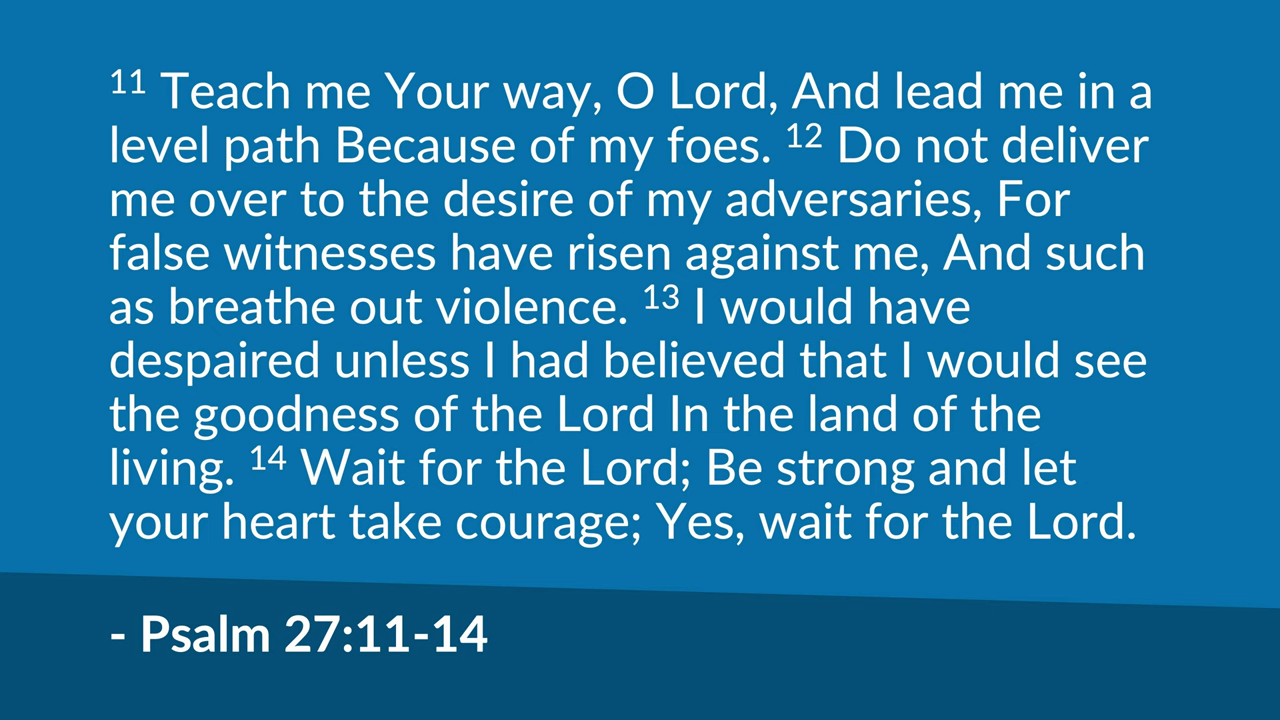 ¹¹ Teach me Your way, O Lord, And lead me in a
level path Because of my foes. ¹² Do not deliver
me over to the desire of my adversaries, For
false witnesses have risen against me, And such
as breathe out violence. ¹³ I would have
despaired unless I had believed that I would see
the goodness of the Lord In the land of the
living. ¹⁴ Wait for the Lord; Be strong and let
your heart take courage; Yes, wait for the Lord.
- Psalm 27:11-14